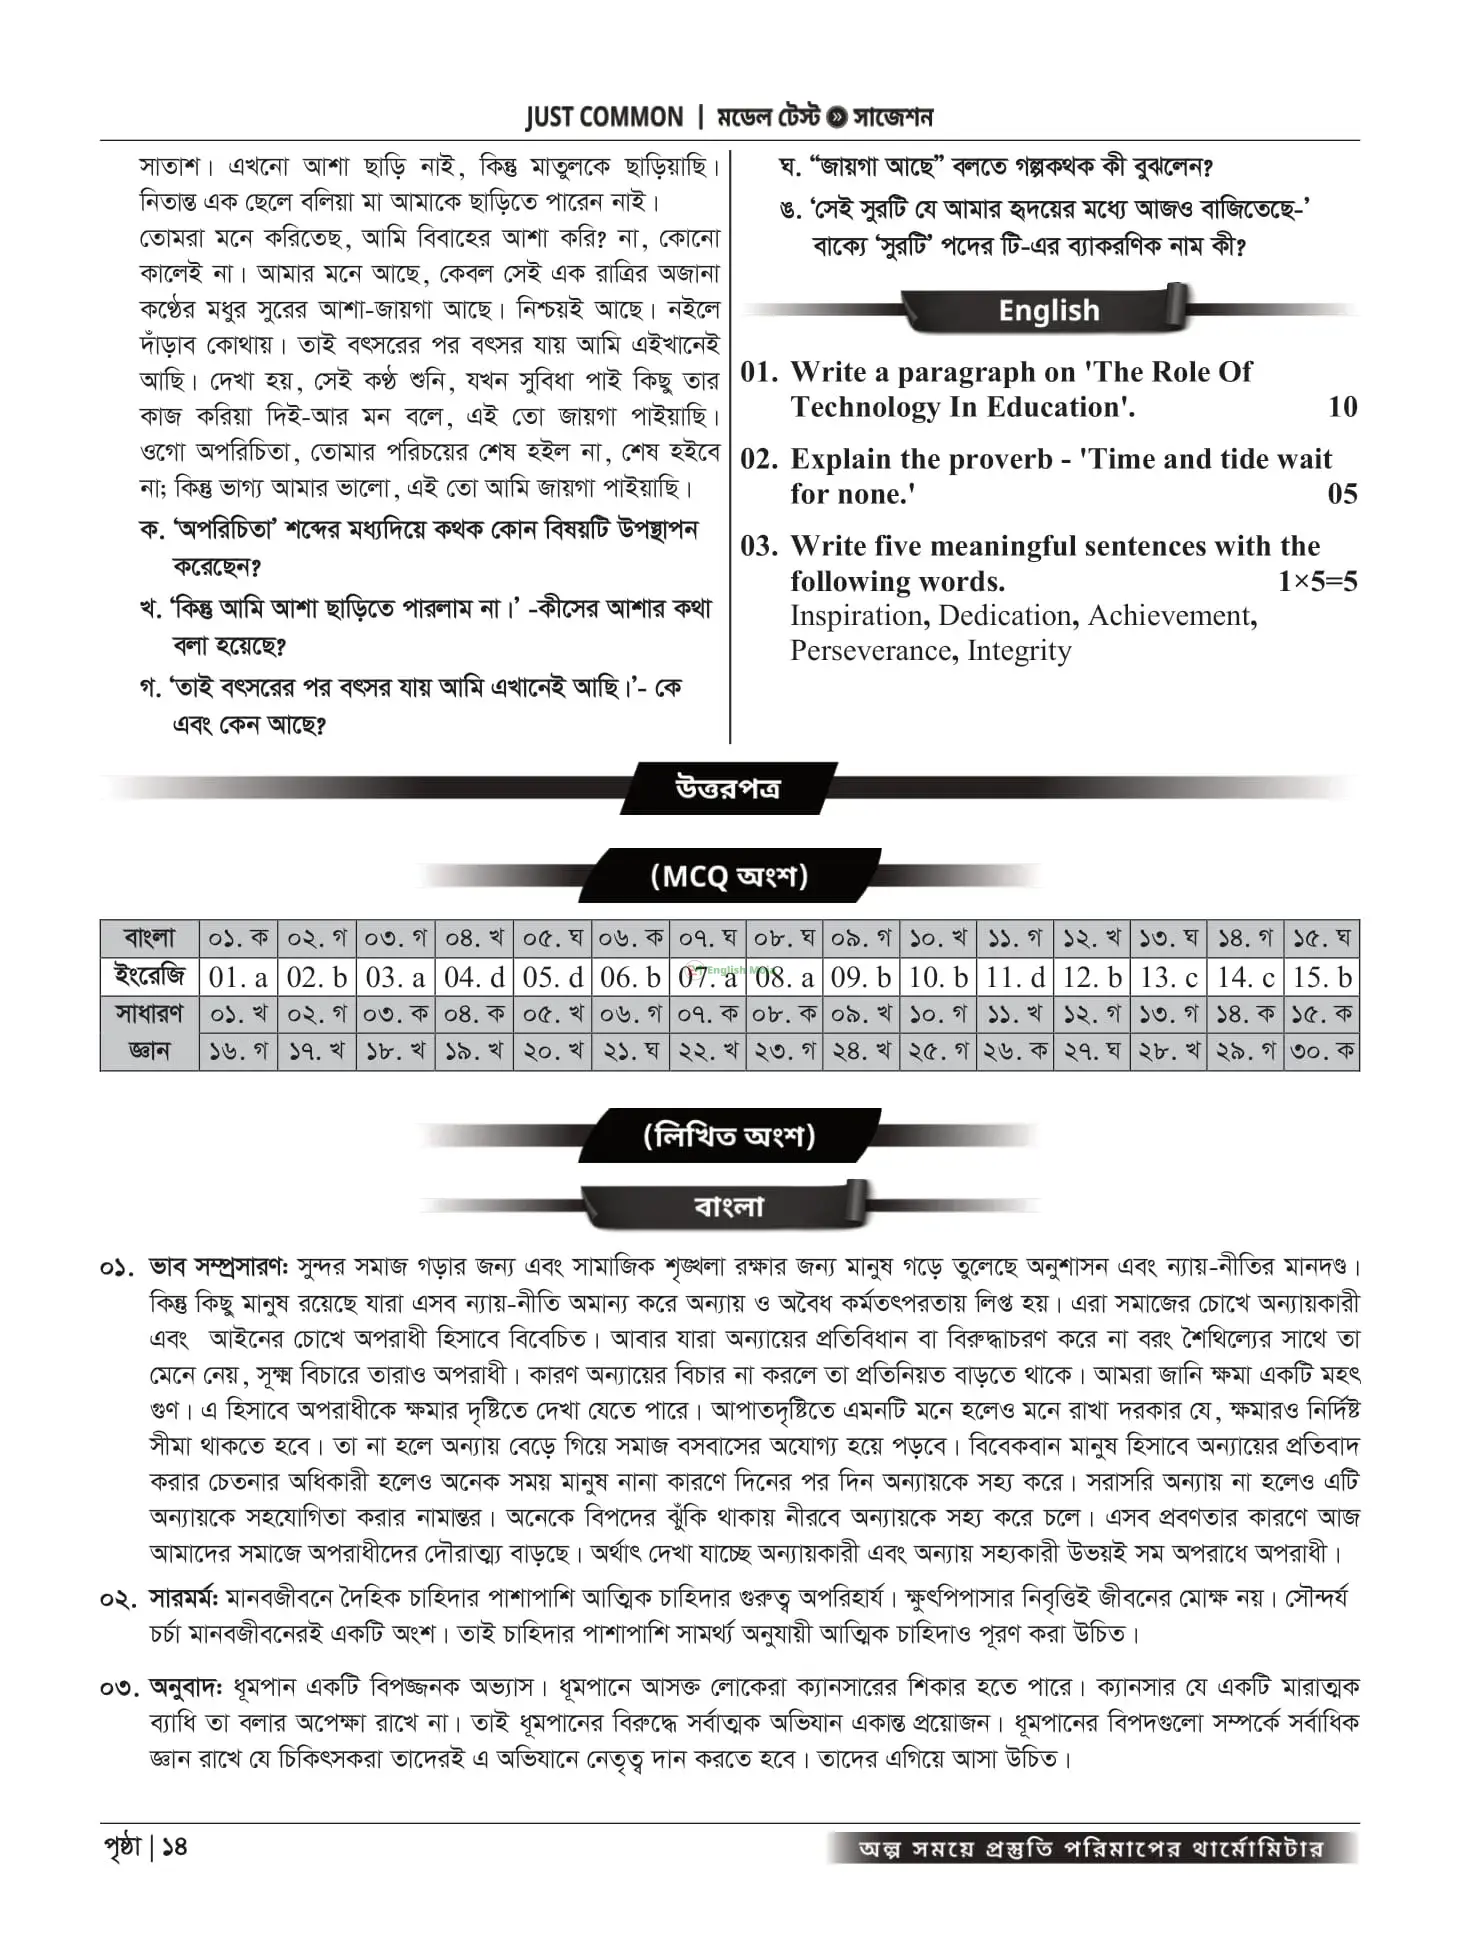 JUST COMMON | মডেল টেস্ট » সাজেশন
সাতাশ। এখনো আশা ছাড়ি নাই, কিন্তু মাতুলকে ছাড়িয়াছি।
নিতান্ত এক ছেলে বলিয়া মা আমাকে ছাড়িতে পারেন নাই।
তোমরা মনে করিতেছ, আমি বিবাহের আশা করি? না, কোনো
কালেই না। আমার মনে আছে, কেবল সেই এক রাত্রির অজানা
কণ্ঠের মধুর সুরের আশা-জায়গা আছে। নিশ্চয়ই আছে। নইলে
দাঁড়াব কোথায়। তাই বৎসরের পর বৎসর যায় আমি এইখানেই
আছি। দেখা হয়, সেই কণ্ঠ শুনি, যখন সুবিধা পাই কিছু তার
কাজ করিয়া দিই-আর মন বলে, এই তো জায়গা পাইয়াছি।
ওগো অপরিচিতা, তোমার পরিচয়ের শেষ হইল না, শেষ হইবে
না; কিন্তু ভাগ্য আমার ভালো, এই তো আমি জায়গা পাইয়াছি।
ক. ‘অপরিচিতা’ শব্দের মধ্যদিয়ে কথক কোন বিষয়টি উপস্থাপন
করেছেন?
খ. ‘কিন্তু আমি আশা ছাড়িতে পারলাম না।’ -কীসের আশার কথা
বলা হয়েছে?
গ. ‘তাই বৎসরের পর বৎসর যায় আমি এখানেই আছি।’- কে
এবং কেন আছে?
ঘ. “জায়গা আছে” বলতে গল্পকথক কী বুঝলেন?
ঙ. ‘সেই সুরটি যে আমার হৃদয়ের মধ্যে আজও বাজিতেছে-’
বাক্যে ‘সুরটি’ পদের টি-এর ব্যাকরণিক নাম কী?
English
01. Write a paragraph on 'The Role Of
Technology In Education'. 10
02. Explain the proverb - 'Time and tide wait
for none.' 05
03. Write five meaningful sentences with the
following words. 1×5=5
Inspiration, Dedication, Achievement,
Perseverance, Integrity
উত্তরপত্র
(MCQ অংশ)
বাংলা ০১. ক ০২. গ ০৩. গ ০৪. খ ০৫. ঘ ০৬. ক ০৭. ঘ ০৮. ঘ ০৯. গ ১০. খ ১১. গ ১২. খ ১৩. ঘ ১৪. গ ১৫. ঘ
ইংরেজি 01. a 02. b 03. a 04. d 05. d 06. b 07. a 08. a 09. b 10. b 11. d 12. b 13. c 14. c 15. b
সাধারণ ০১. খ ০২. গ ০৩. ক ০৪. ক ০৫. খ ০৬. গ ০৭. ক ০৮. ক ০৯. খ ১০. গ ১১. খ ১২. গ ১৩. গ ১৪. ক ১৫. ক
জ্ঞান ১৬. গ ১৭. খ ১৮. খ ১৯. খ ২০. খ ২১. ঘ ২২. খ ২৩. গ ২৪. খ ২৫. গ ২৬. ক ২৭. ঘ ২৮. খ ২৯. গ ৩০. ক
(লিখিত অংশ)
বাংলা
০১. ভাব সম্প্রসারণ: সুন্দর সমাজ গড়ার জন্য এবং সামাজিক শৃঙ্খলা রক্ষার জন্য মানুষ গড়ে তুলেছে অনুশাসন এবং ন্যায়-নীতির মানদণ্ড।
কিন্তু কিছু মানুষ রয়েছে যারা এসব ন্যায়-নীতি অমান্য করে অন্যায় ও অবৈধ কর্মতৎপরতায় লিপ্ত হয়। এরা সমাজের চোখে অন্যায়কারী
এবং আইনের চোখে অপরাধী হিসাবে বিবেচিত। আবার যারা অন্যায়ের প্রতিবিধান বা বিরুদ্ধাচরণ করে না বরং শৈথিল্যের সাথে তা
মেনে নেয়, সূক্ষ্ম বিচারে তারাও অপরাধী। কারণ অন্যায়ের বিচার না করলে তা প্রতিনিয়ত বাড়তে থাকে। আমরা জানি ক্ষমা একটি মহৎ
গুণ। এ হিসাবে অপরাধীকে ক্ষমার দৃষ্টিতে দেখা যেতে পারে। আপাতদৃষ্টিতে এমনটি মনে হলেও মনে রাখা দরকার যে, ক্ষমারও নির্দিষ্ট
সীমা থাকতে হবে। তা না হলে অন্যায় বেড়ে গিয়ে সমাজ বসবাসের অযোগ্য হয়ে পড়বে। বিবেকবান মানুষ হিসাবে অন্যায়ের প্রতিবাদ
করার চেতনার অধিকারী হলেও অনেক সময় মানুষ নানা কারণে দিনের পর দিন অন্যায়কে সহ্য করে। সরাসরি অন্যায় না হলেও এটি
অন্যায়কে সহযোগিতা করার নামান্তর। অনেকে বিপদের ঝুঁকি থাকায় নীরবে অন্যায়কে সহ্য করে চলে। এসব প্রবণতার কারণে আজ
আমাদের সমাজে অপরাধীদের দৌরাত্ম্য বাড়ছে। অর্থাৎ দেখা যাচ্ছে অন্যায়কারী এবং অন্যায় সহ্যকারী উভয়ই সম অপরাধে অপরাধী।
০২. সারমর্ম: মানবজীবনে দৈহিক চাহিদার পাশাপাশি আত্মিক চাহিদার গুরুত্ব অপরিহার্য। ক্ষুৎপিপাসার নিবৃত্তিই জীবনের মোক্ষ নয়। সৌন্দর্য
চর্চা মানবজীবনেরই একটি অংশ। তাই চাহিদার পাশাপাশি সামর্থ্য অনুযায়ী আত্মিক চাহিদাও পূরণ করা উচিত।
০৩. অনুবাদ: ধূমপান একটি বিপজ্জনক অভ্যাস। ধূমপানে আসক্ত লোকেরা ক্যানসারের শিকার হতে পারে। ক্যানসার যে একটি মারাত্মক
ব্যাধি তা বলার অপেক্ষা রাখে না। তাই ধূমপানের বিরুদ্ধে সর্বাত্মক অভিযান একান্ত প্রয়োজন। ধূমপানের বিপদগুলো সম্পর্কে সর্বাধিক
জ্ঞান রাখে যে চিকিৎসকরা তাদেরই এ অভিযানে নেতৃত্ব দান করতে হবে। তাদের এগিয়ে আসা উচিত।
পৃষ্ঠা | ১৪
অল্প সময়ে প্রস্তুতি পরিমাপের থার্মোমিটার